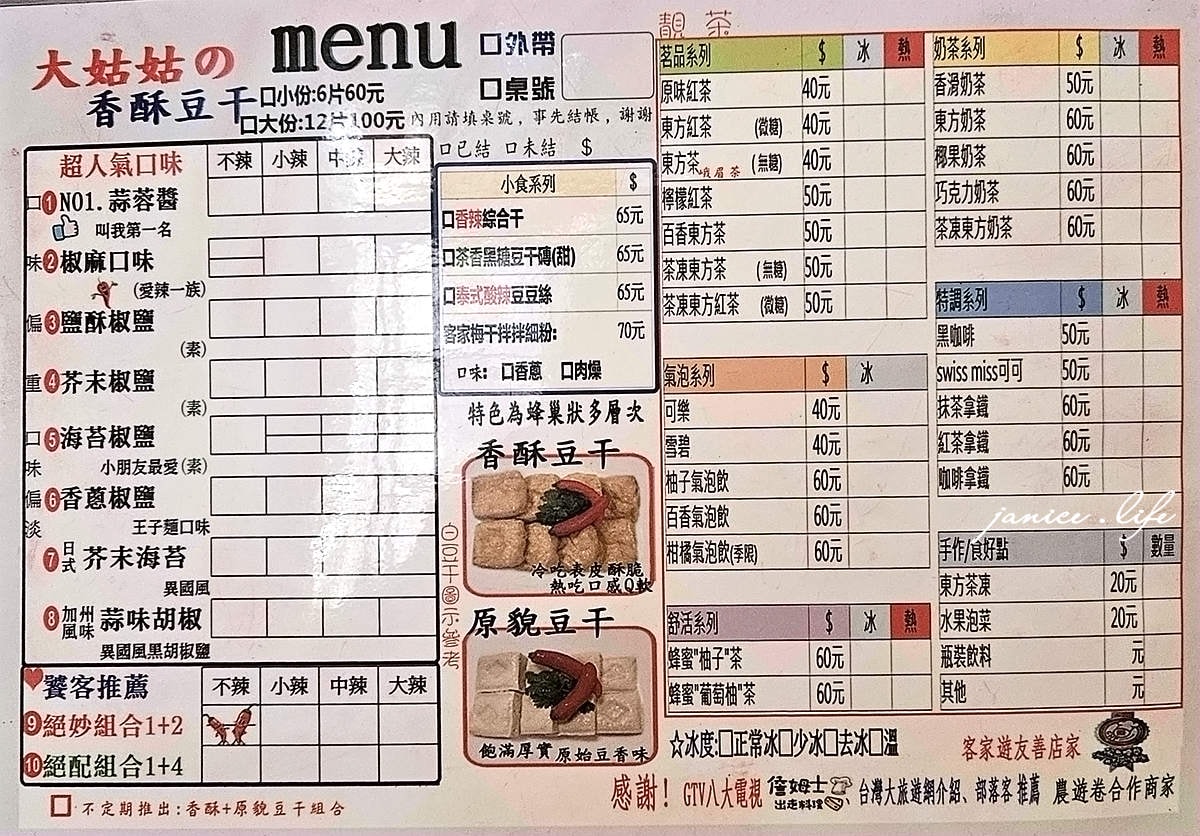 大姑姑の
menu
香酥豆干
口小份:6片60元
口大份:12片100元
口外帶
口桌號
內用請填桌號,事先結帳,謝謝
口已結 口未結 $
超人氣口味 不辣 小辣 中辣 大辣
口味偏重
1 NO1. 蒜蓉醬
叫我第一名
2 椒麻口味
(愛辣一族)
3 鹽酥椒鹽
(素)
4 芥末椒鹽
(素)
口味偏淡
5 海苔椒鹽
小朋友最愛(素)
6 香蔥椒鹽
王子麵口味
7 日式 芥末海苔
異國風
8 加州風味 蒜味胡椒
異國風黑胡椒鹽
饕客推薦 不辣 小辣 中辣 大辣
9 絕妙組合1+2
10 絕配組合1+4
口 不定期推出:香酥+原貌豆干組合
小食系列 $
口香辣綜合干 65元
口茶香黑糖豆干磚(甜) 65元
口泰式酸辣豆豆絲 65元
客家梅干拌拌細粉: 70元
口味: 口香蔥 口肉燥
特色為蜂巢狀多層次
香酥豆干
冷吃表皮酥脆
熱吃口感Q軟
白豆干圖示參考
原貌豆干
飽滿厚實 原始豆香味
靚茶
茗品系列 $ 冰 熱
原味紅茶 40元
東方紅茶 (微糖) 40元
東方茶峨眉茶 (無糖) 40元
檸檬紅茶 50元
百香東方茶 50元
茶凍東方茶 (無糖) 50元
茶凍東方紅茶 (微糖) 50元
氣泡系列 $ 冰
可樂 40元
雪碧 40元
柚子氣泡飲 60元
百香氣泡飲 60元
柑橘氣泡飲(季限) 60元
舒活系列 $ 冰 熱
蜂蜜"柚子"茶 60元
蜂蜜"葡萄柚"茶 60元
奶茶系列 $ 冰 熱
香滑奶茶 50元
東方奶茶 60元
椰果奶茶 60元
巧克力奶茶 60元
茶凍東方奶茶 60元
特調系列 $ 冰 熱
黑咖啡 50元
swiss miss可可 50元
抹茶拿鐵 60元
紅茶拿鐵 60元
咖啡拿鐵 60元
janice.life
手作/食好點 $ 數量
東方茶凍 20元
水果泡菜 20元
瓶裝飲料 元
其他 元
☆冰度:口正常冰口少冰口去冰口溫
客家遊友善店家
感謝! GTV八大電視 詹姆士出走料理、台灣大旅遊網介紹、部落客推薦 農遊卷合作商家